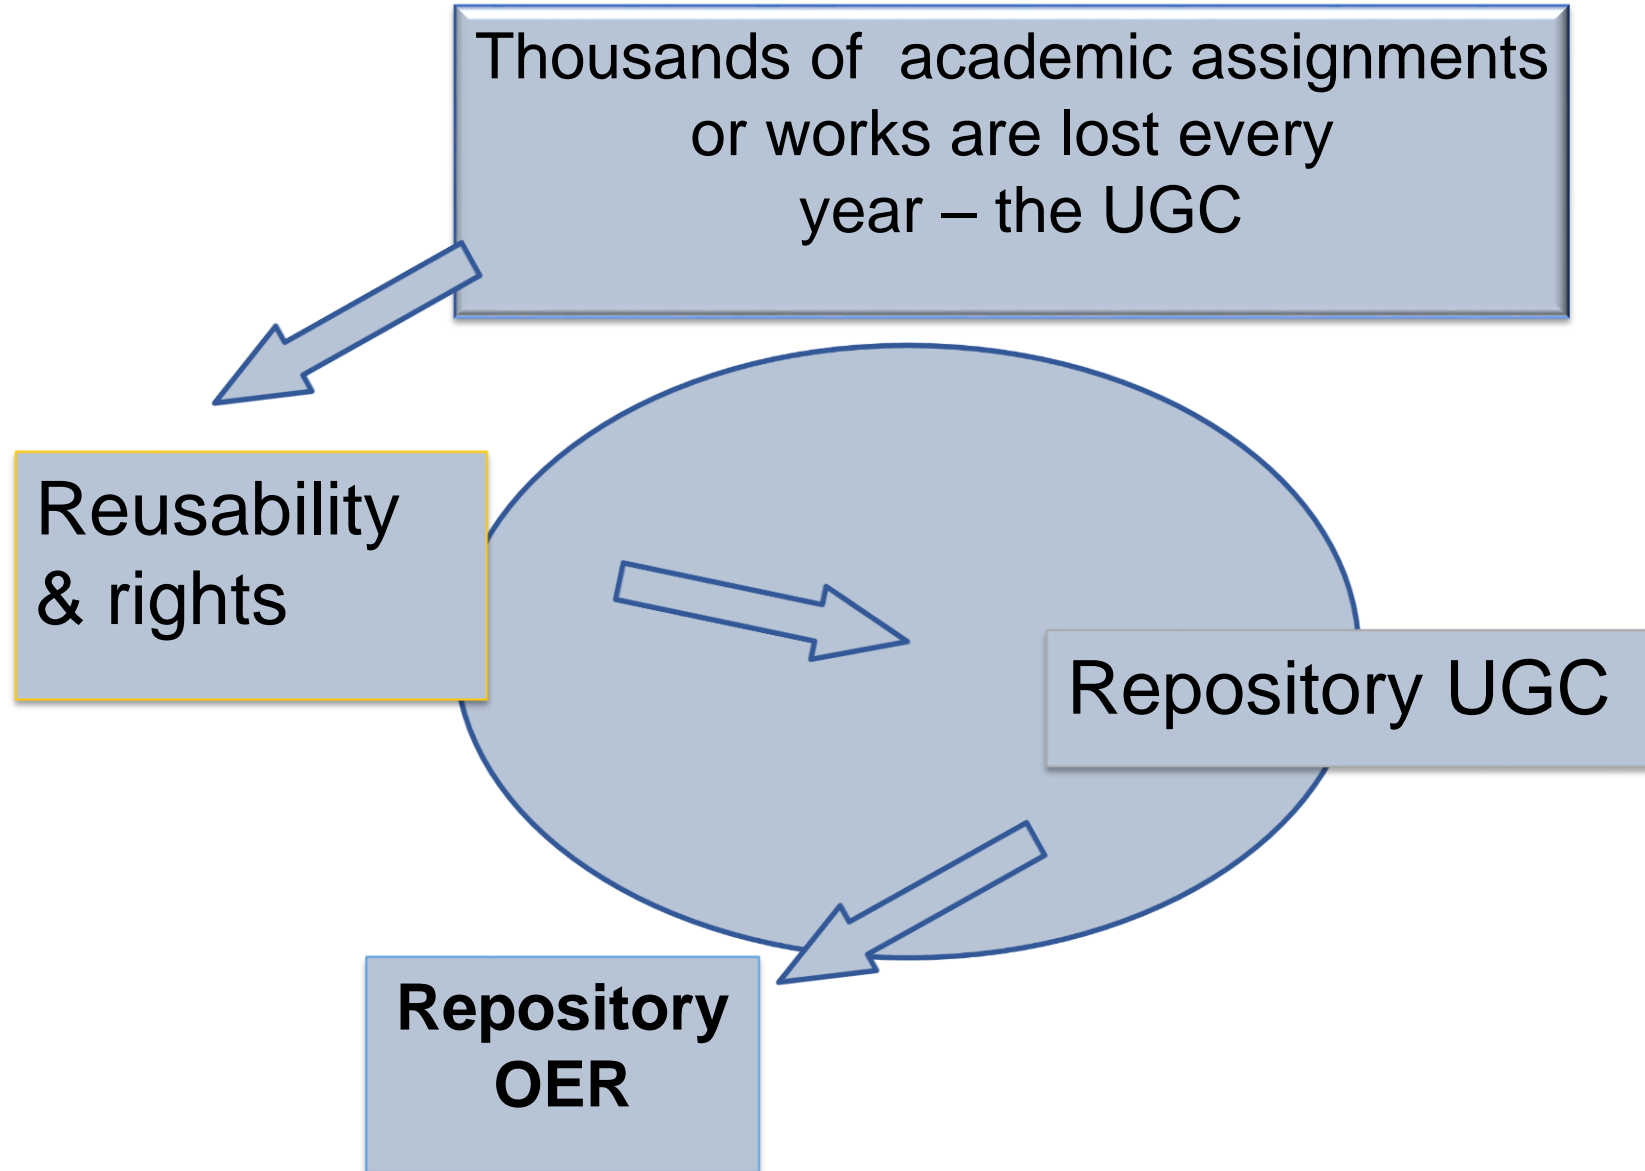 Thousands of academic assignments
or works are lost every
year – the UGC
Reusability
& rights
Repository UGC
Repository
OER